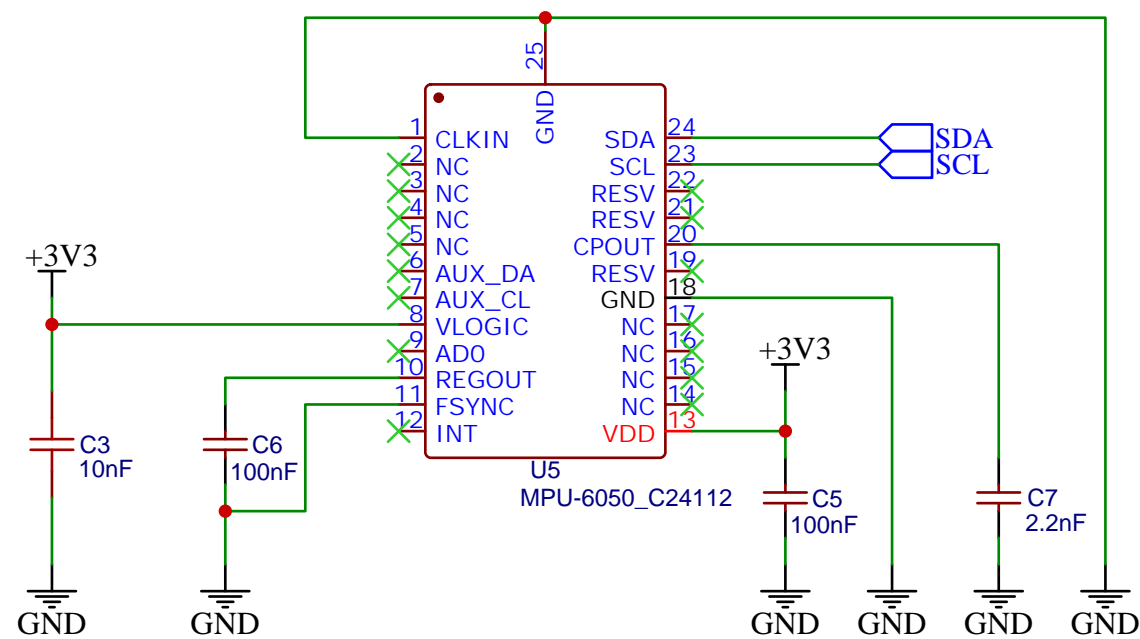 25
GND
1
CLKIN
SDA
24
SDA
2
NC
SCL
23
SCL
3
NC
RESV
22
4
NC
RESV
21
5
NC
CPOUT
20
+3V3
6
AUX_DA
RESV
19
7
AUX_CL
GND
18
8
VLOGIC
NC
17
9
AD0
NC
16
+3V3
10
REGOUT
NC
15
11
FSYNC
NC
14
12
INT
VDD
13
C3
10nF
C6
100nF
U5
MPU-6050_C24112
C5
100nF
C7
2.2nF
GND
GND
GND
GND
GND
GND